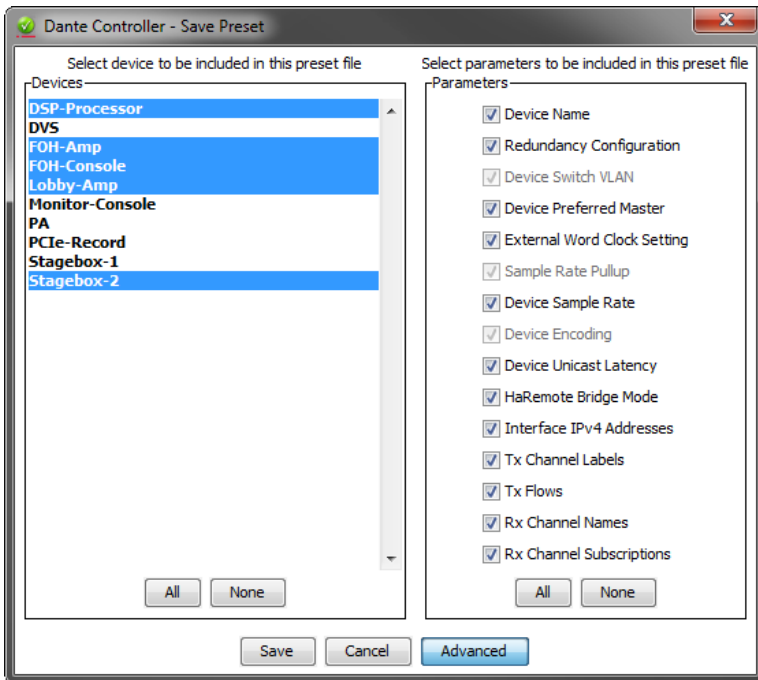 Dante Controller - Save Preset
Select device to be included in this preset file
Devices
DSP-Processor
DVS
FOH-Amp
FOH-Console
Lobby-Amp
Monitor-Console
PA
PCIe-Record
Stagebox-1
Stagebox-2
All None
Select parameters to be included in this preset file
Parameters
Device Name
Redundancy Configuration
Device Switch VLAN
Device Preferred Master
External Word Clock Setting
Sample Rate Pullup
Device Sample Rate
Device Encoding
Device Unicast Latency
HaRemote Bridge Mode
Interface IPv4 Addresses
Tx Channel Labels
Tx Flows
Rx Channel Names
Rx Channel Subscriptions
All None
Save Cancel Advanced